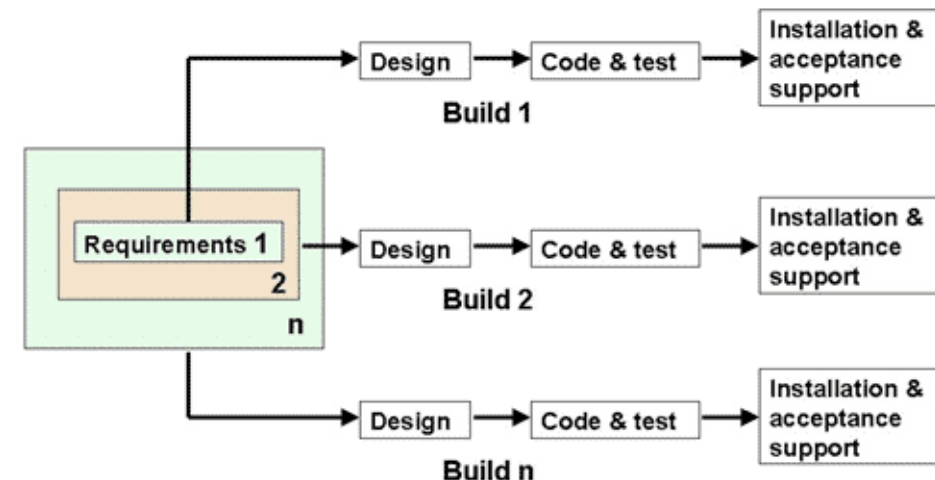 Design
Code & test
Installation &
acceptance
support
Build 1
Requirements 1
2
n
Design
Code & test
Installation &
acceptance
support
Build 2
Design
Code & test
Installation &
acceptance
support
Build n